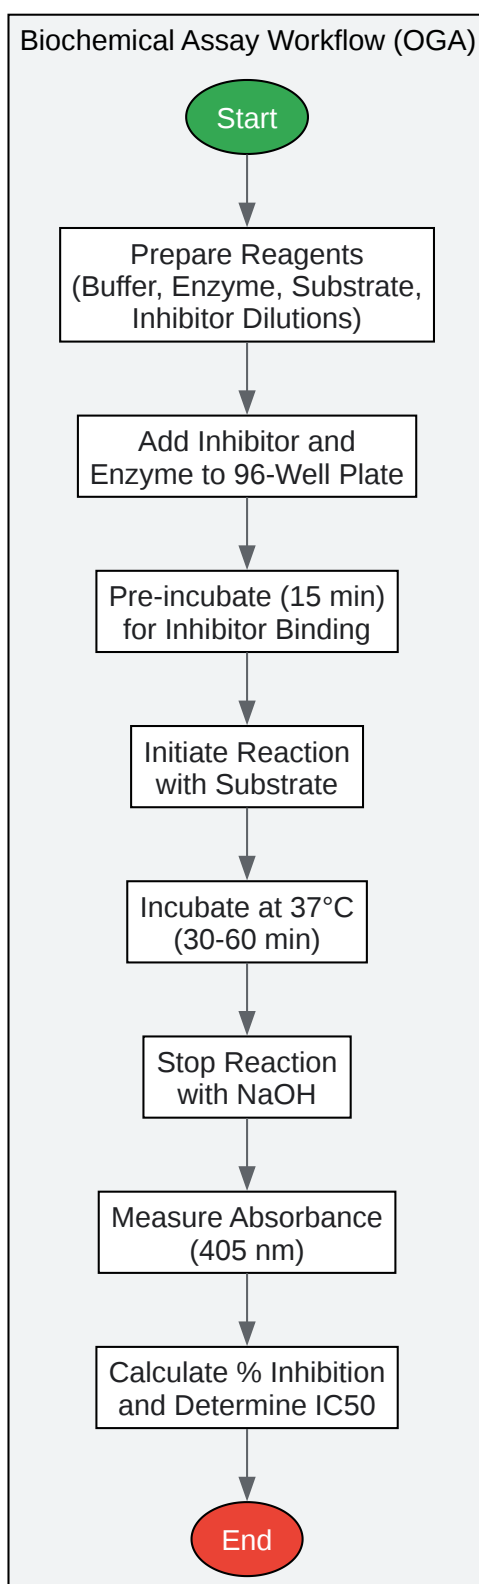 Biochemical Assay Workflow (OGA)
Start
Prepare Reagents
(Buffer, Enzyme, Substrate,
Inhibitor Dilutions)
Add Inhibitor and
Enzyme to 96-Well Plate
Pre-incubate (15 min)
for Inhibitor Binding
Initiate Reaction
with Substrate
Incubate at 37°C
(30-60 min)
Stop Reaction
with NaOH
Measure Absorbance
(405 nm)
Calculate % Inhibition
and Determine IC50
End